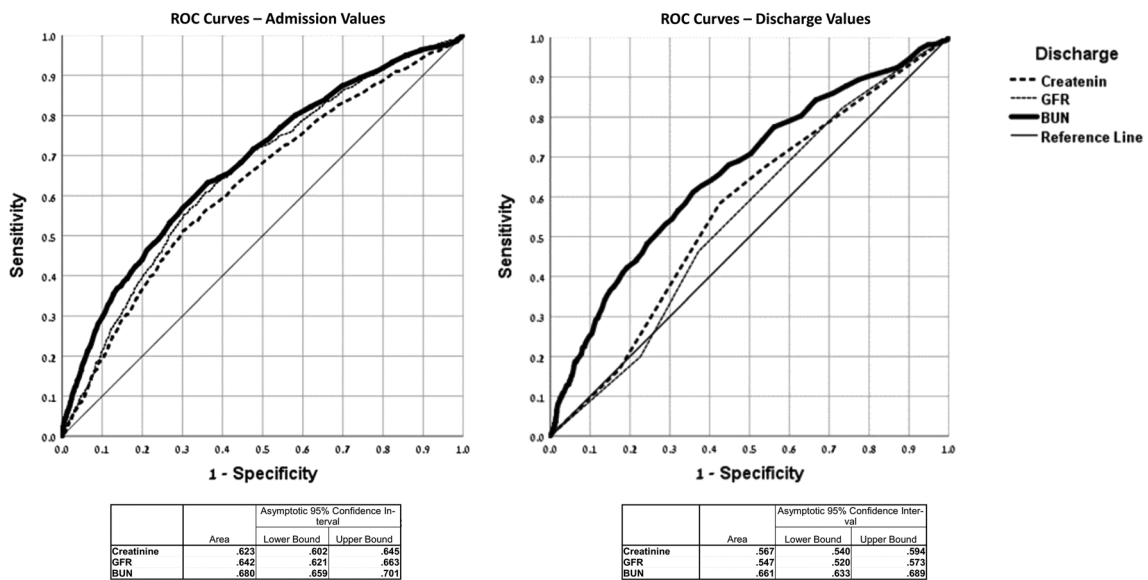 ROC Curves – Admission Values
1.0
0.9
0.8
0.7
0.6
0.5
0.4
0.3
0.2
0.1
0.0
Sensitivity
0.0 0.1 0.2 0.3 0.4 0.5 0.6 0.7 0.8 0.9 1.0
1 - Specificity
ROC Curves – Discharge Values
1.0
0.9
0.8
0.7
0.6
0.5
0.4
0.3
0.2
0.1
0.0
Sensitivity
0.0 0.1 0.2 0.3 0.4 0.5 0.6 0.7 0.8 0.9 1.0
1 - Specificity
Discharge
Createnin
GFR
BUN
Reference Line
Asymptotic 95% Confidence In-
terval
Area Lower Bound Upper Bound
Creatinine .623 .602 .645
GFR .642 .621 .663
BUN .680 .659 .701
Asymptotic 95% Confidence Inter-
val
Area Lower Bound Upper Bound
Creatinine .567 .540 .594
GFR .547 .520 .573
BUN .661 .633 .689